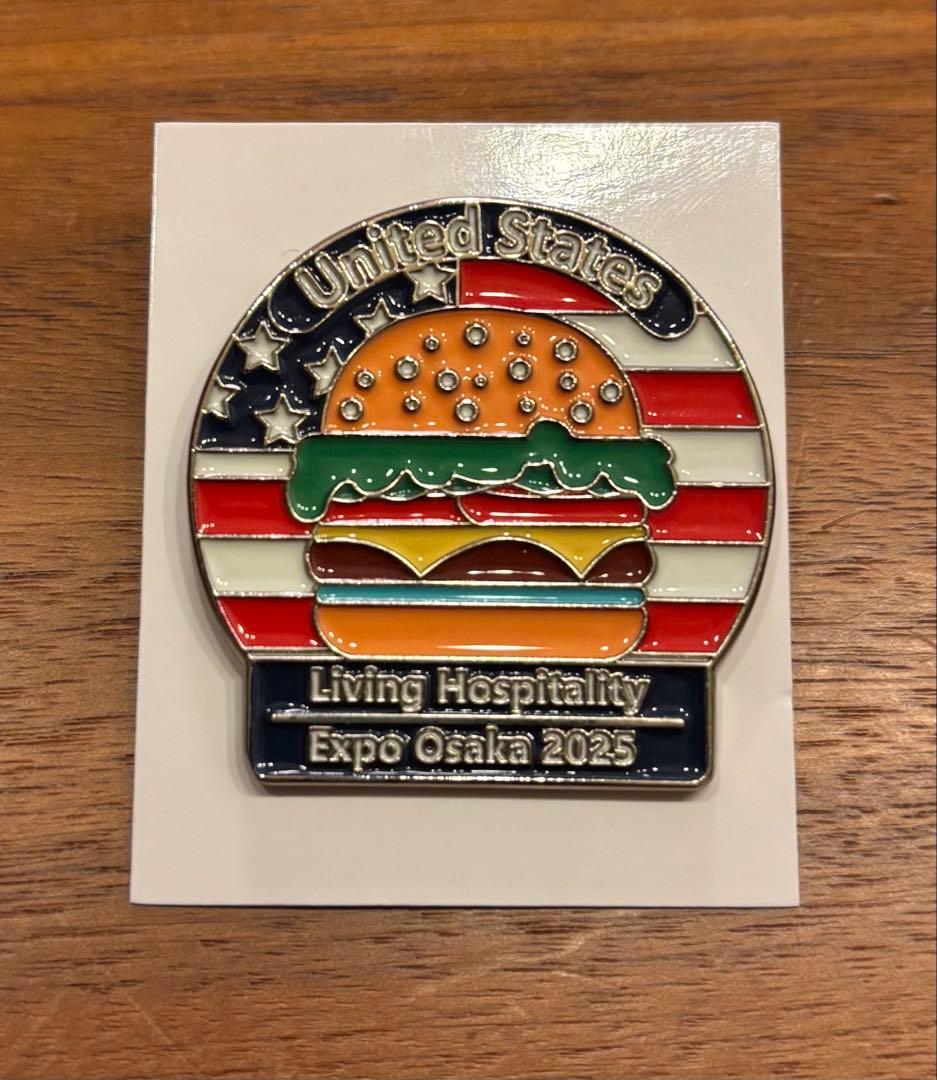 United States
Living Hospitality
Expo Osaka 2025